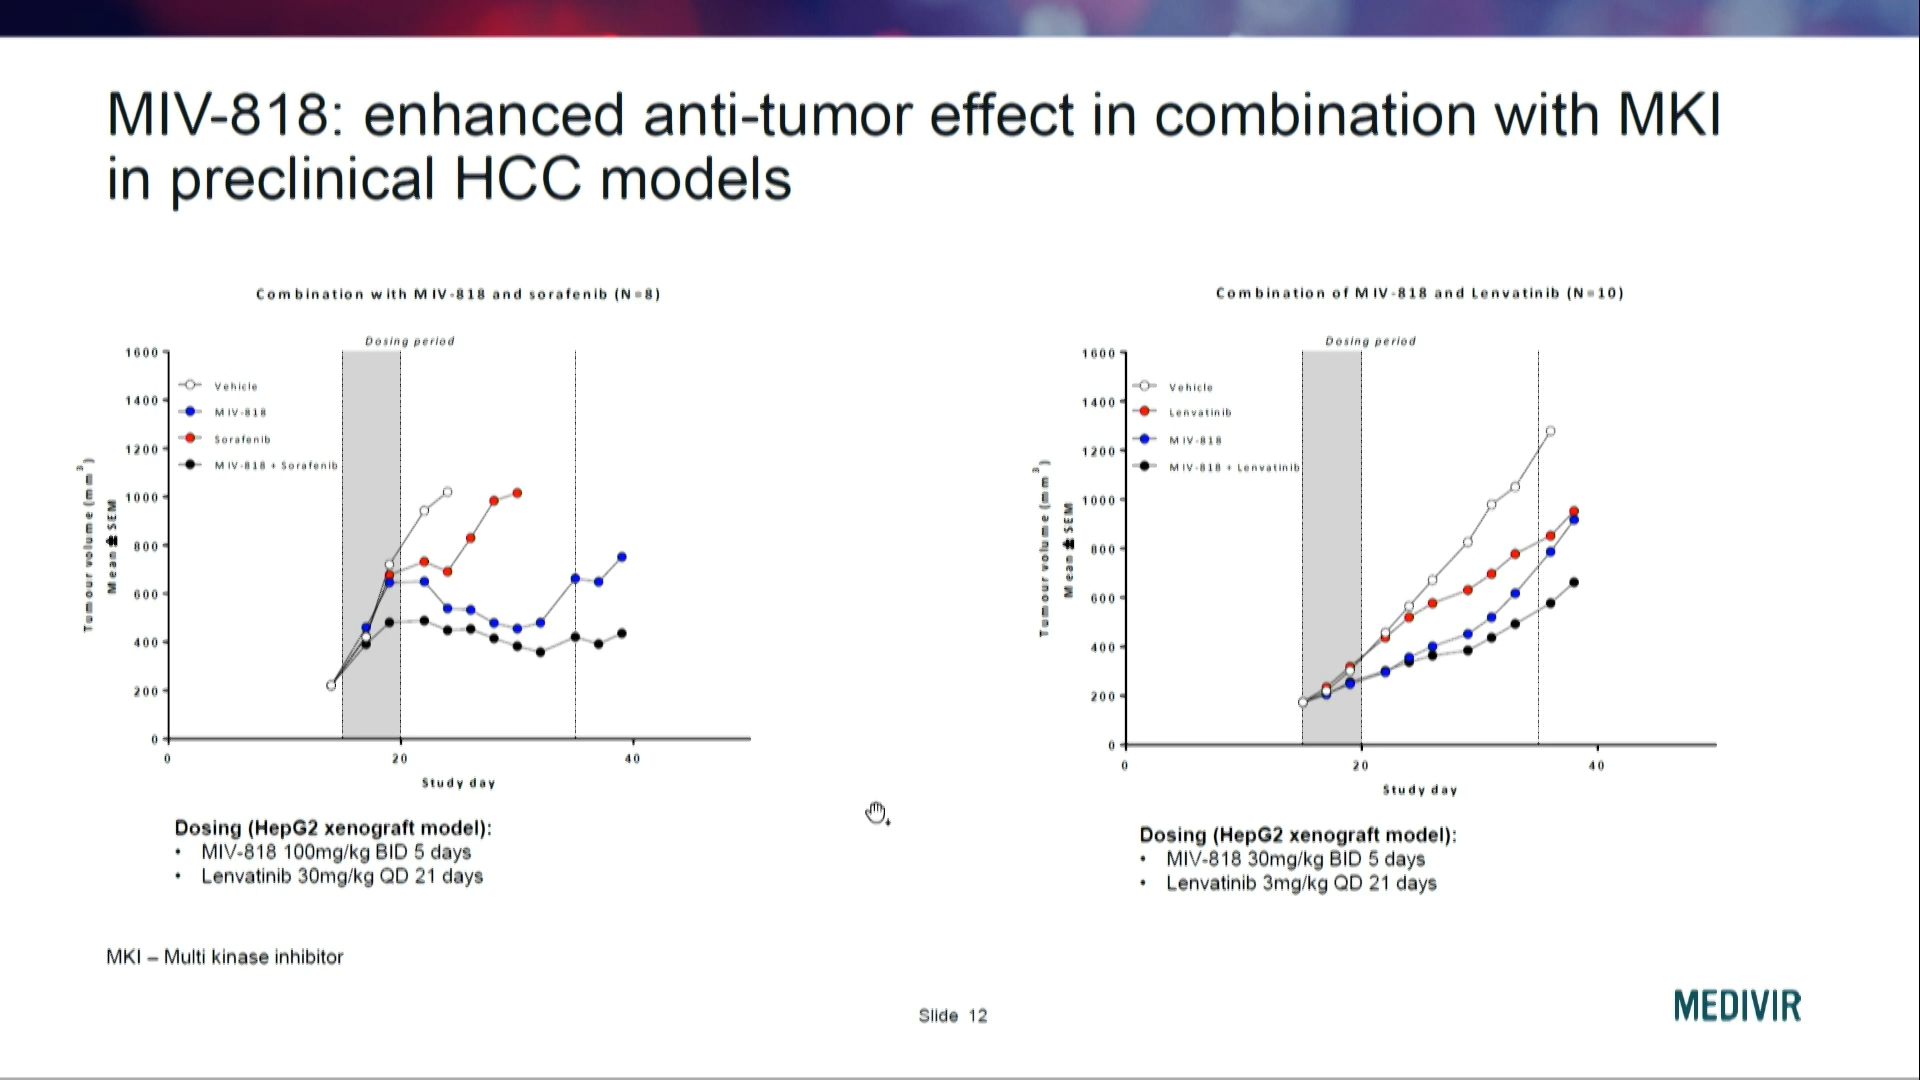 MIV-818: enhanced anti-tumor effect in combination with MKI
in preclinical HCC models
Combination with MIV-818 and sorafenib (N=8)
Dosing period
1600
1400
1200
1000
800
600
400
200
0
Tumour volume (mm³)
Mean ± SEM
Vehicle
MIV-818
Sorafenib
MIV-818 + Sorafenib
0
20
40
Study day
Dosing (HepG2 xenograft model):
• MIV-818 100mg/kg BID 5 days
• Lenvatinib 30mg/kg QD 21 days
Combination of MIV-818 and Lenvatinib (N=10)
Dosing period
1600
1400
1200
1000
800
600
400
200
0
Tumour volume (mm³)
Mean ± SEM
Vehicle
Lenvatinib
MIV-818
MIV-818 + Lenvatinib
0
20
40
Study day
Dosing (HepG2 xenograft model):
• MIV-818 30mg/kg BID 5 days
• Lenvatinib 3mg/kg QD 21 days
MKI – Multi kinase inhibitor
Slide 12
MEDIVIR